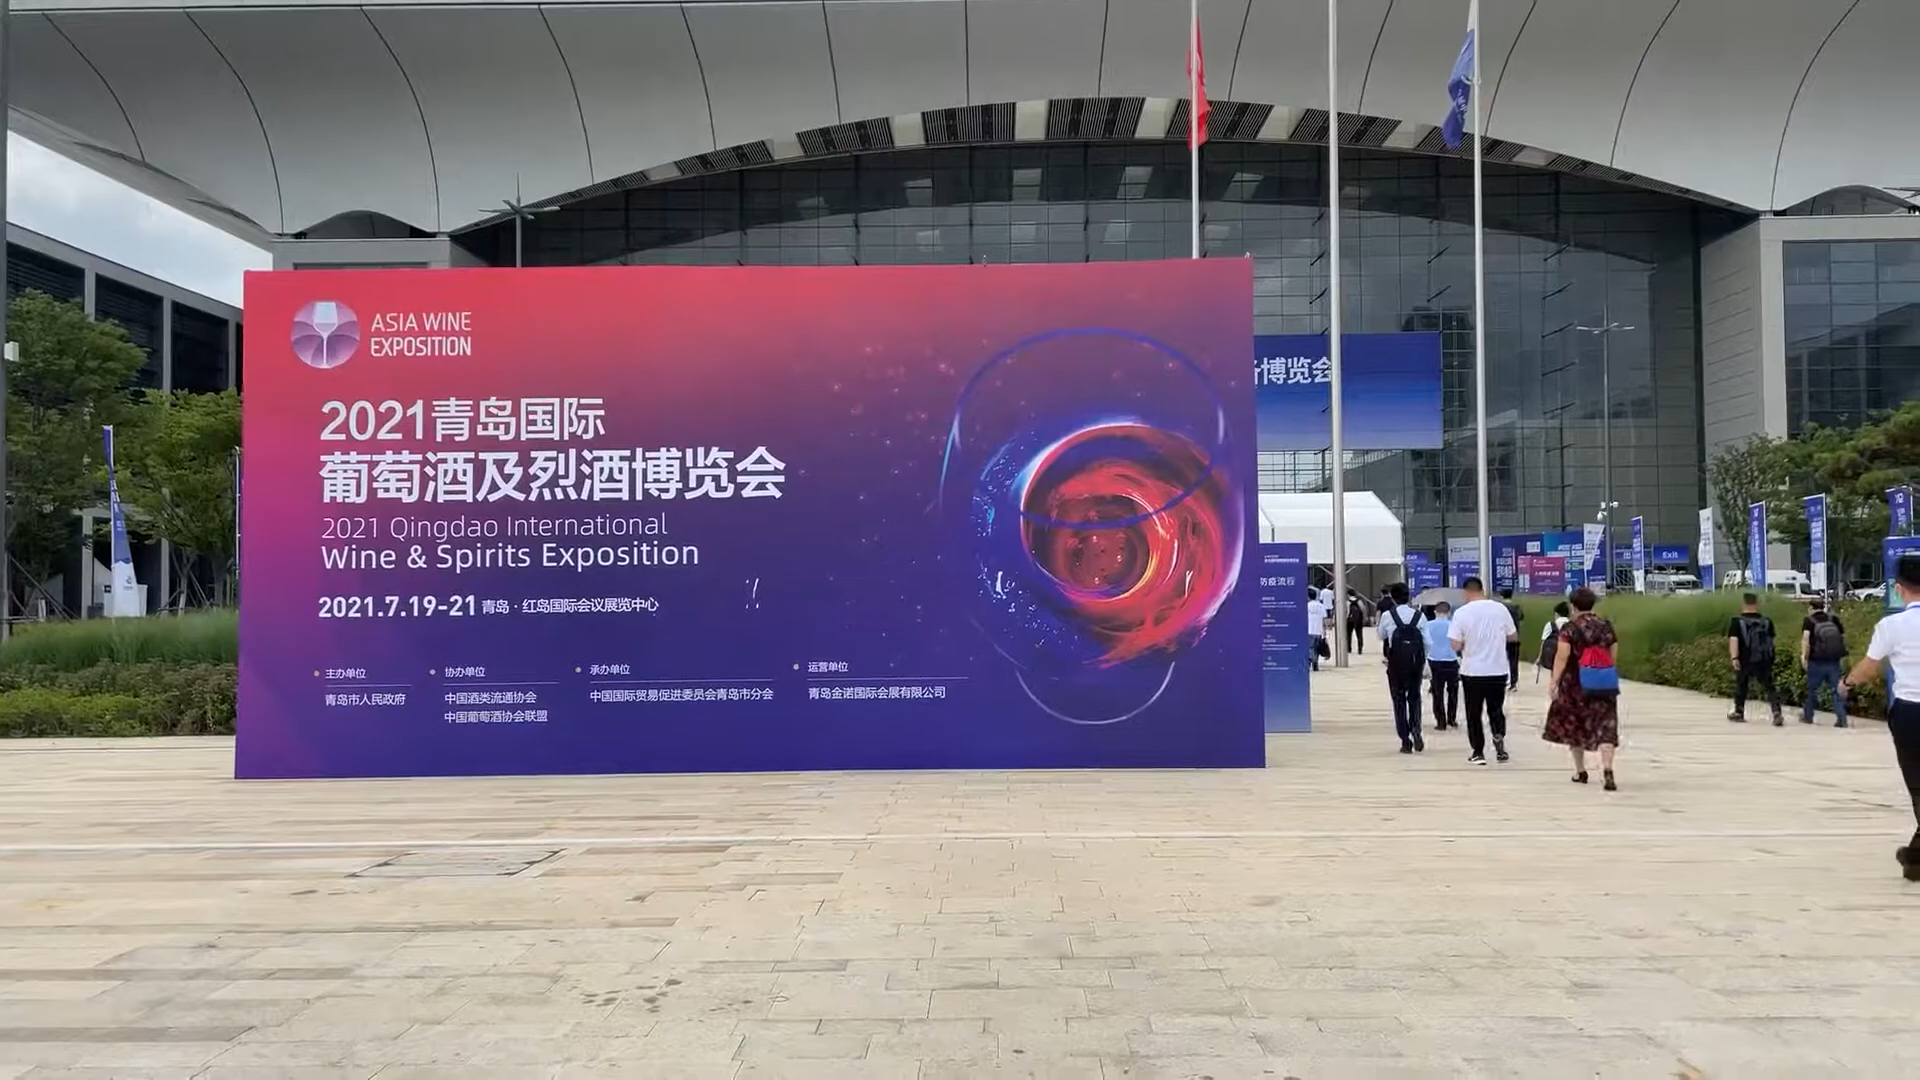 ASIA WINE
EXPOSITION
2021青岛国际
葡萄酒及烈酒博览会
2021 Qingdao International
Wine & Spirits Exposition
2021.7.19-21 青岛·红岛国际会议展览中心
主办单位
青岛市人民政府
协办单位
中国酒类流通协会
中国葡萄酒协会联盟
承办单位
中国国际贸易促进委员会青岛市分会
运营单位
青岛金诺国际会展有限公司
博览会
防疫流程
Exit